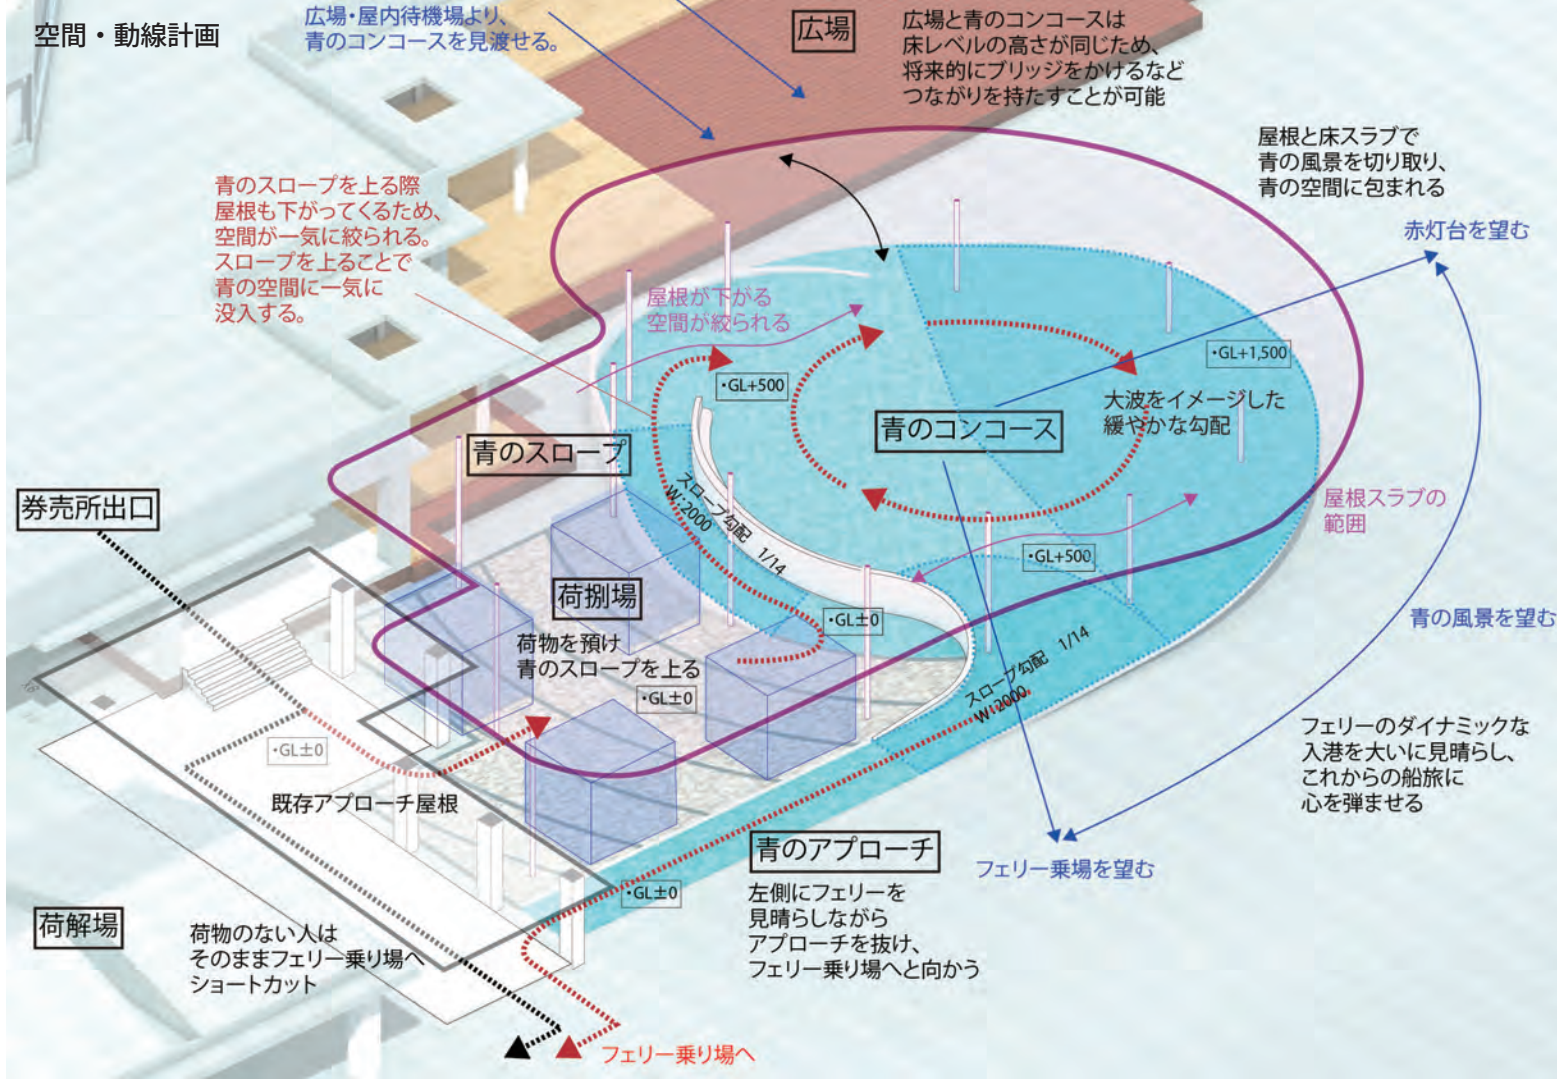 空間・動線計画
広場・屋内待機場より、
青のコンコースを見渡せる。
広場
広場と青のコンコースは
床レベルの高さが同じため、
将来的にブリッジをかけるなど
つながりを持たすことが可能
屋根と床スラブで
青の風景を切り取り、
青の空間に包まれる
赤灯台を望む
青のスロープを上る際
屋根も下がってくるため、
空間が一気に絞られる。
スロープを上ることで
青の空間に一気に
没入する。
屋根が下がる
空間が絞られる
・GL+500
・GL+1,500
大波をイメージした
緩やかな勾配
青のコンコース
青のスロープ
スロープ勾配 1/14
W:2000
屋根スラブの
範囲
・GL+500
券売所出口
荷捌場
荷物を預け
青のスロープを上る
・GL±0
・GL±0
スロープ勾配 1/14
W:2000
青の風景を望む
・GL±0
既存アプローチ屋根
フェリーのダイナミックな
入港を大いに見晴らし、
これからの船旅に
心を弾ませる
青のアプローチ
フェリー乗場を望む
・GL±0
左側にフェリーを
見晴らしながら
アプローチを抜け、
フェリー乗り場へと向かう
荷解場
荷物のない人は
そのままフェリー乗り場へ
ショートカット
フェリー乗り場へ